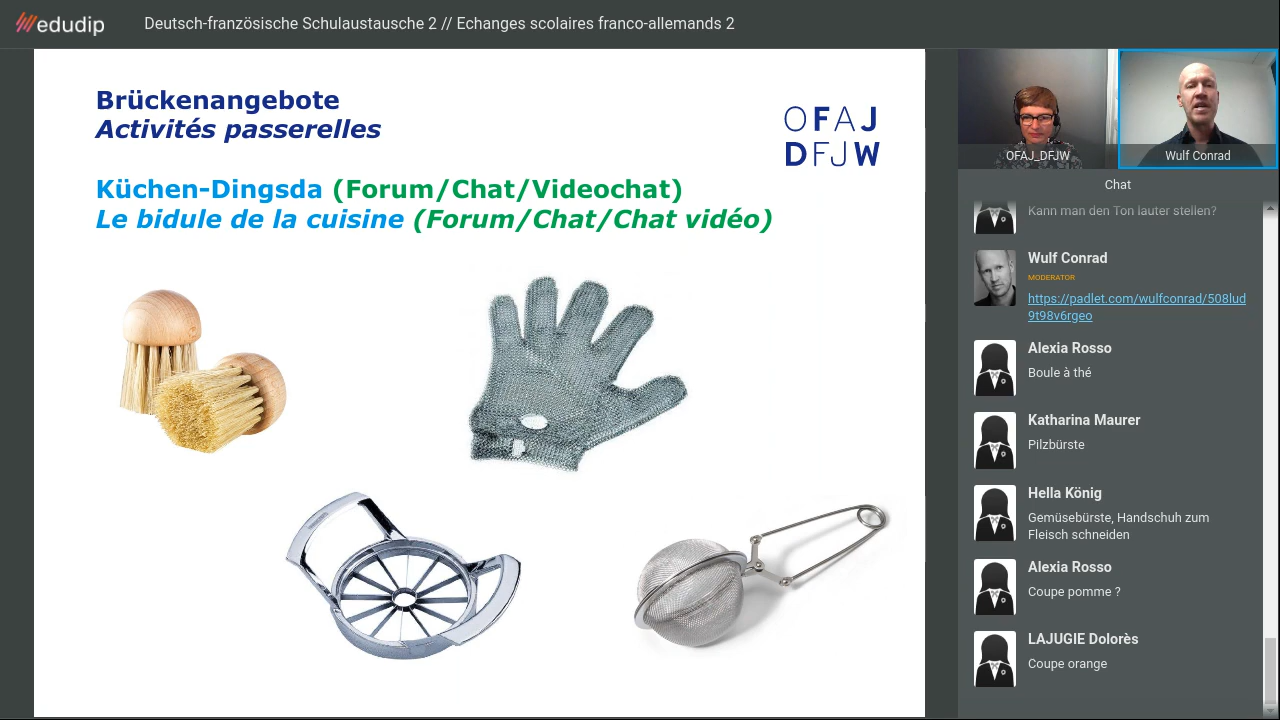 edudip
Deutsch-französische Schulaustausche 2 // Echanges scolaires franco-allemands 2
Brückenangebote
Activités passerelles
OFAJ
DFJW
Küchen-Dingsda (Forum/Chat/Videochat)
Le bidule de la cuisine (Forum/Chat/Chat vidéo)
OFAJ_DFJW
Wulf Conrad
Chat
Kann man den Ton lauter stellen?
Wulf Conrad
MODERATOR
https://padlet.com/wulfconrad/508lud
9t98v6rgeo
Alexia Rosso
Boule à thé
Katharina Maurer
Pilzbürste
Hella König
Gemüsebürste, Handschuh zum
Fleisch schneiden
Alexia Rosso
Coupe pomme ?
LAJUGIE Dolorès
Coupe orange